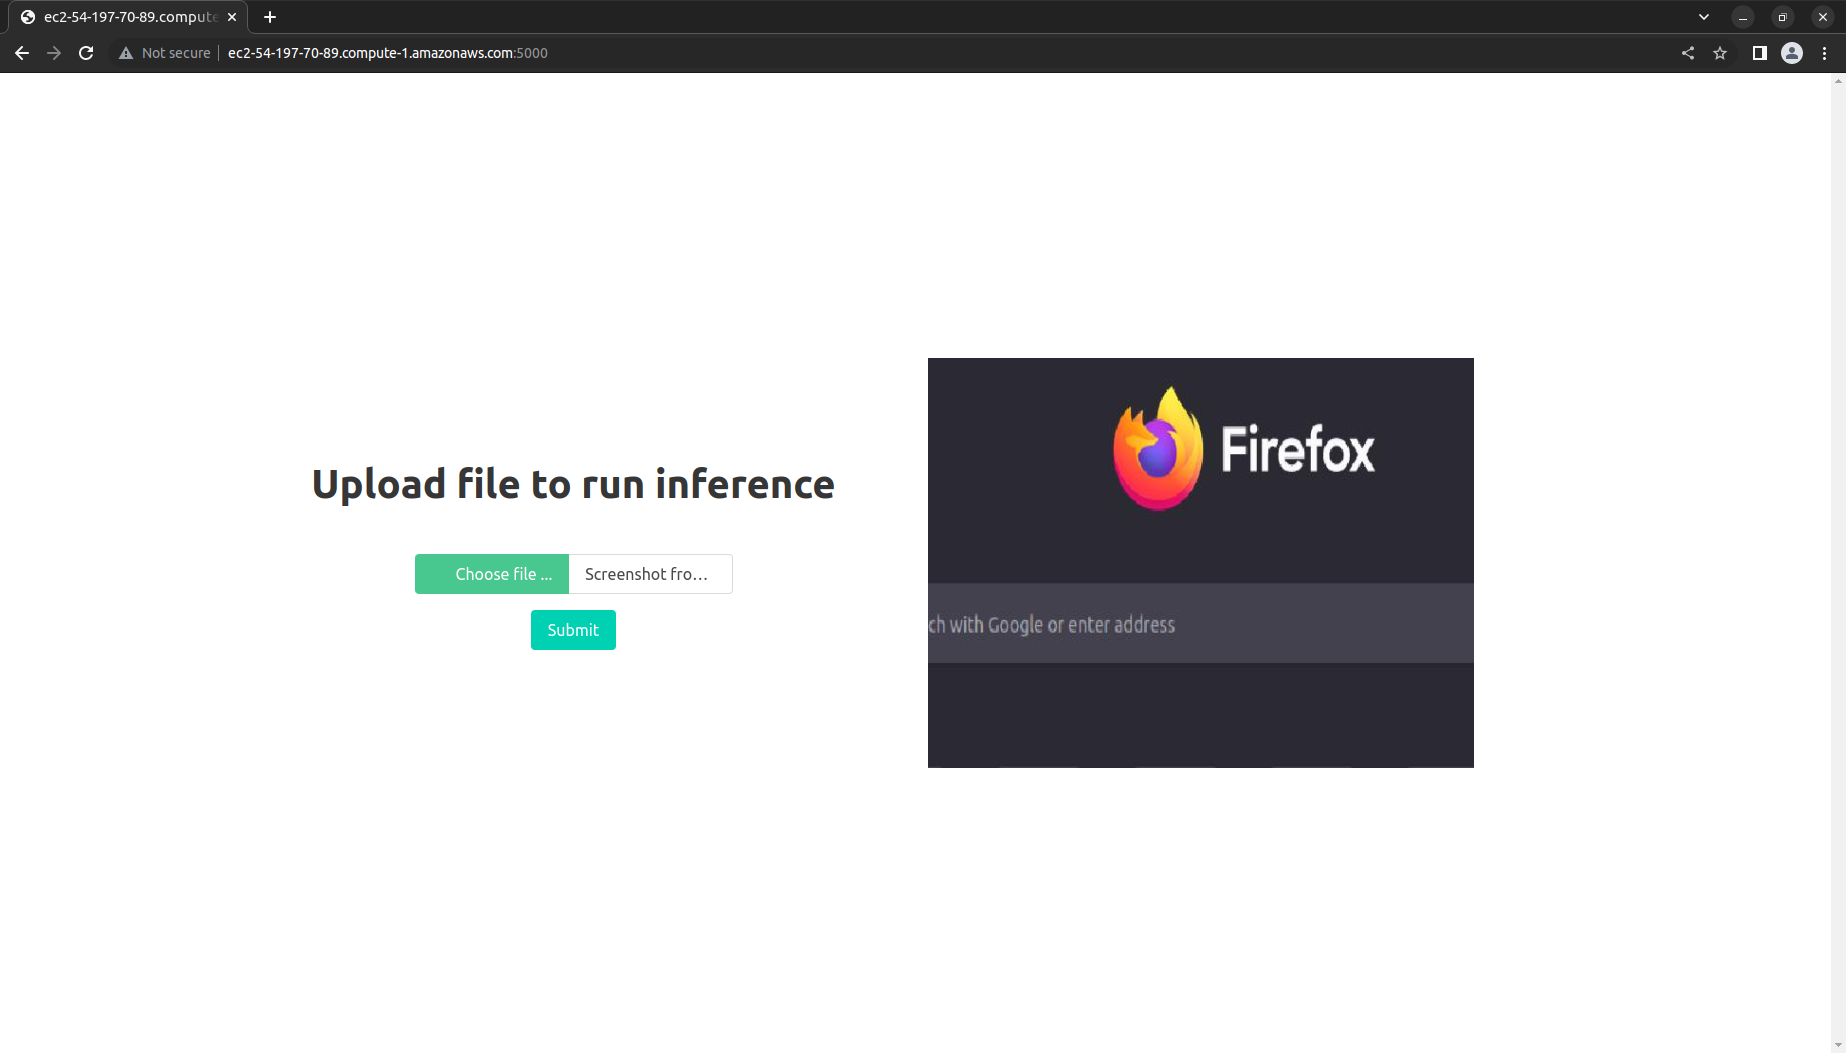 ec2-54-197-70-89.compute
Not secure
ec2-54-197-70-89.compute-1.amazonaws.com:5000
Upload file to run inference
Choose file ...
Screenshot fro…
Submit
Firefox
ch with Google or enter address